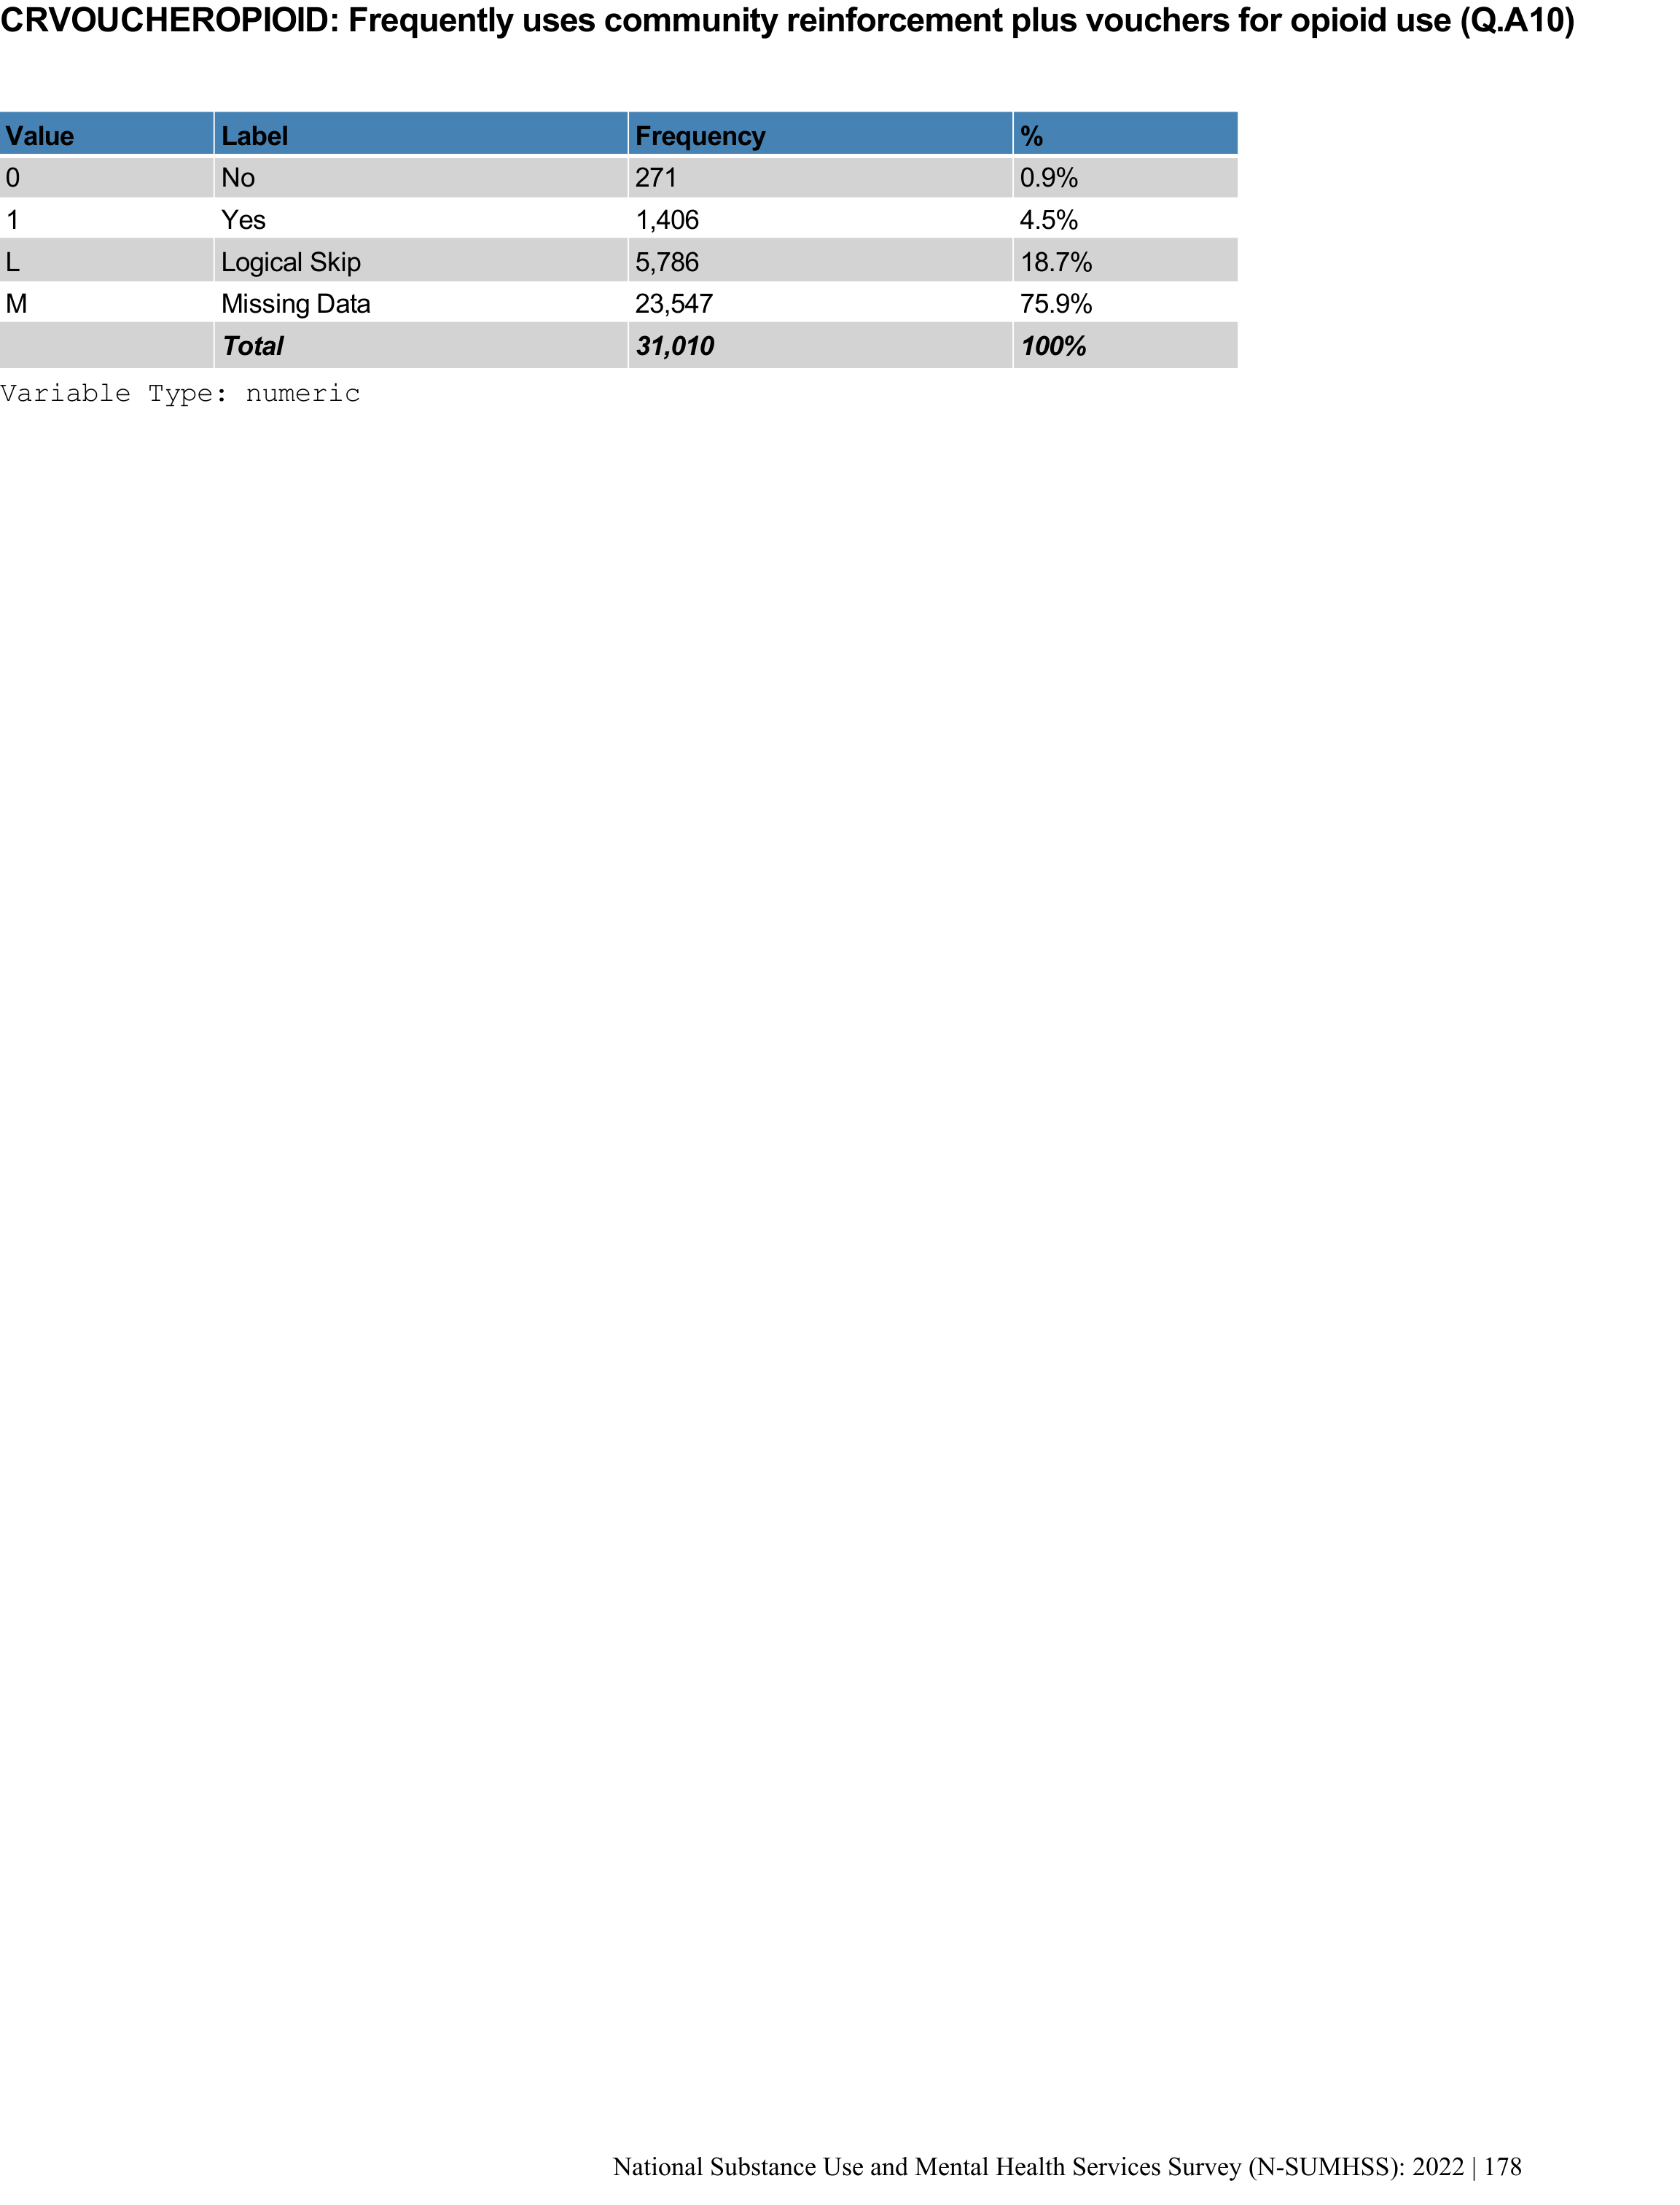 CRVOUCHEROPIOID: Frequently uses community reinforcement plus vouchers for opioid use (Q.A10)
Value Label Frequency %
0 No 271 0.9%
1 Yes 1,406 4.5%
L Logical Skip 5,786 18.7%
M Missing Data 23,547 75.9%
Total 31,010 100%
Variable Type: numeric
National Substance Use and Mental Health Services Survey (N-SUMHSS): 2022 | 178